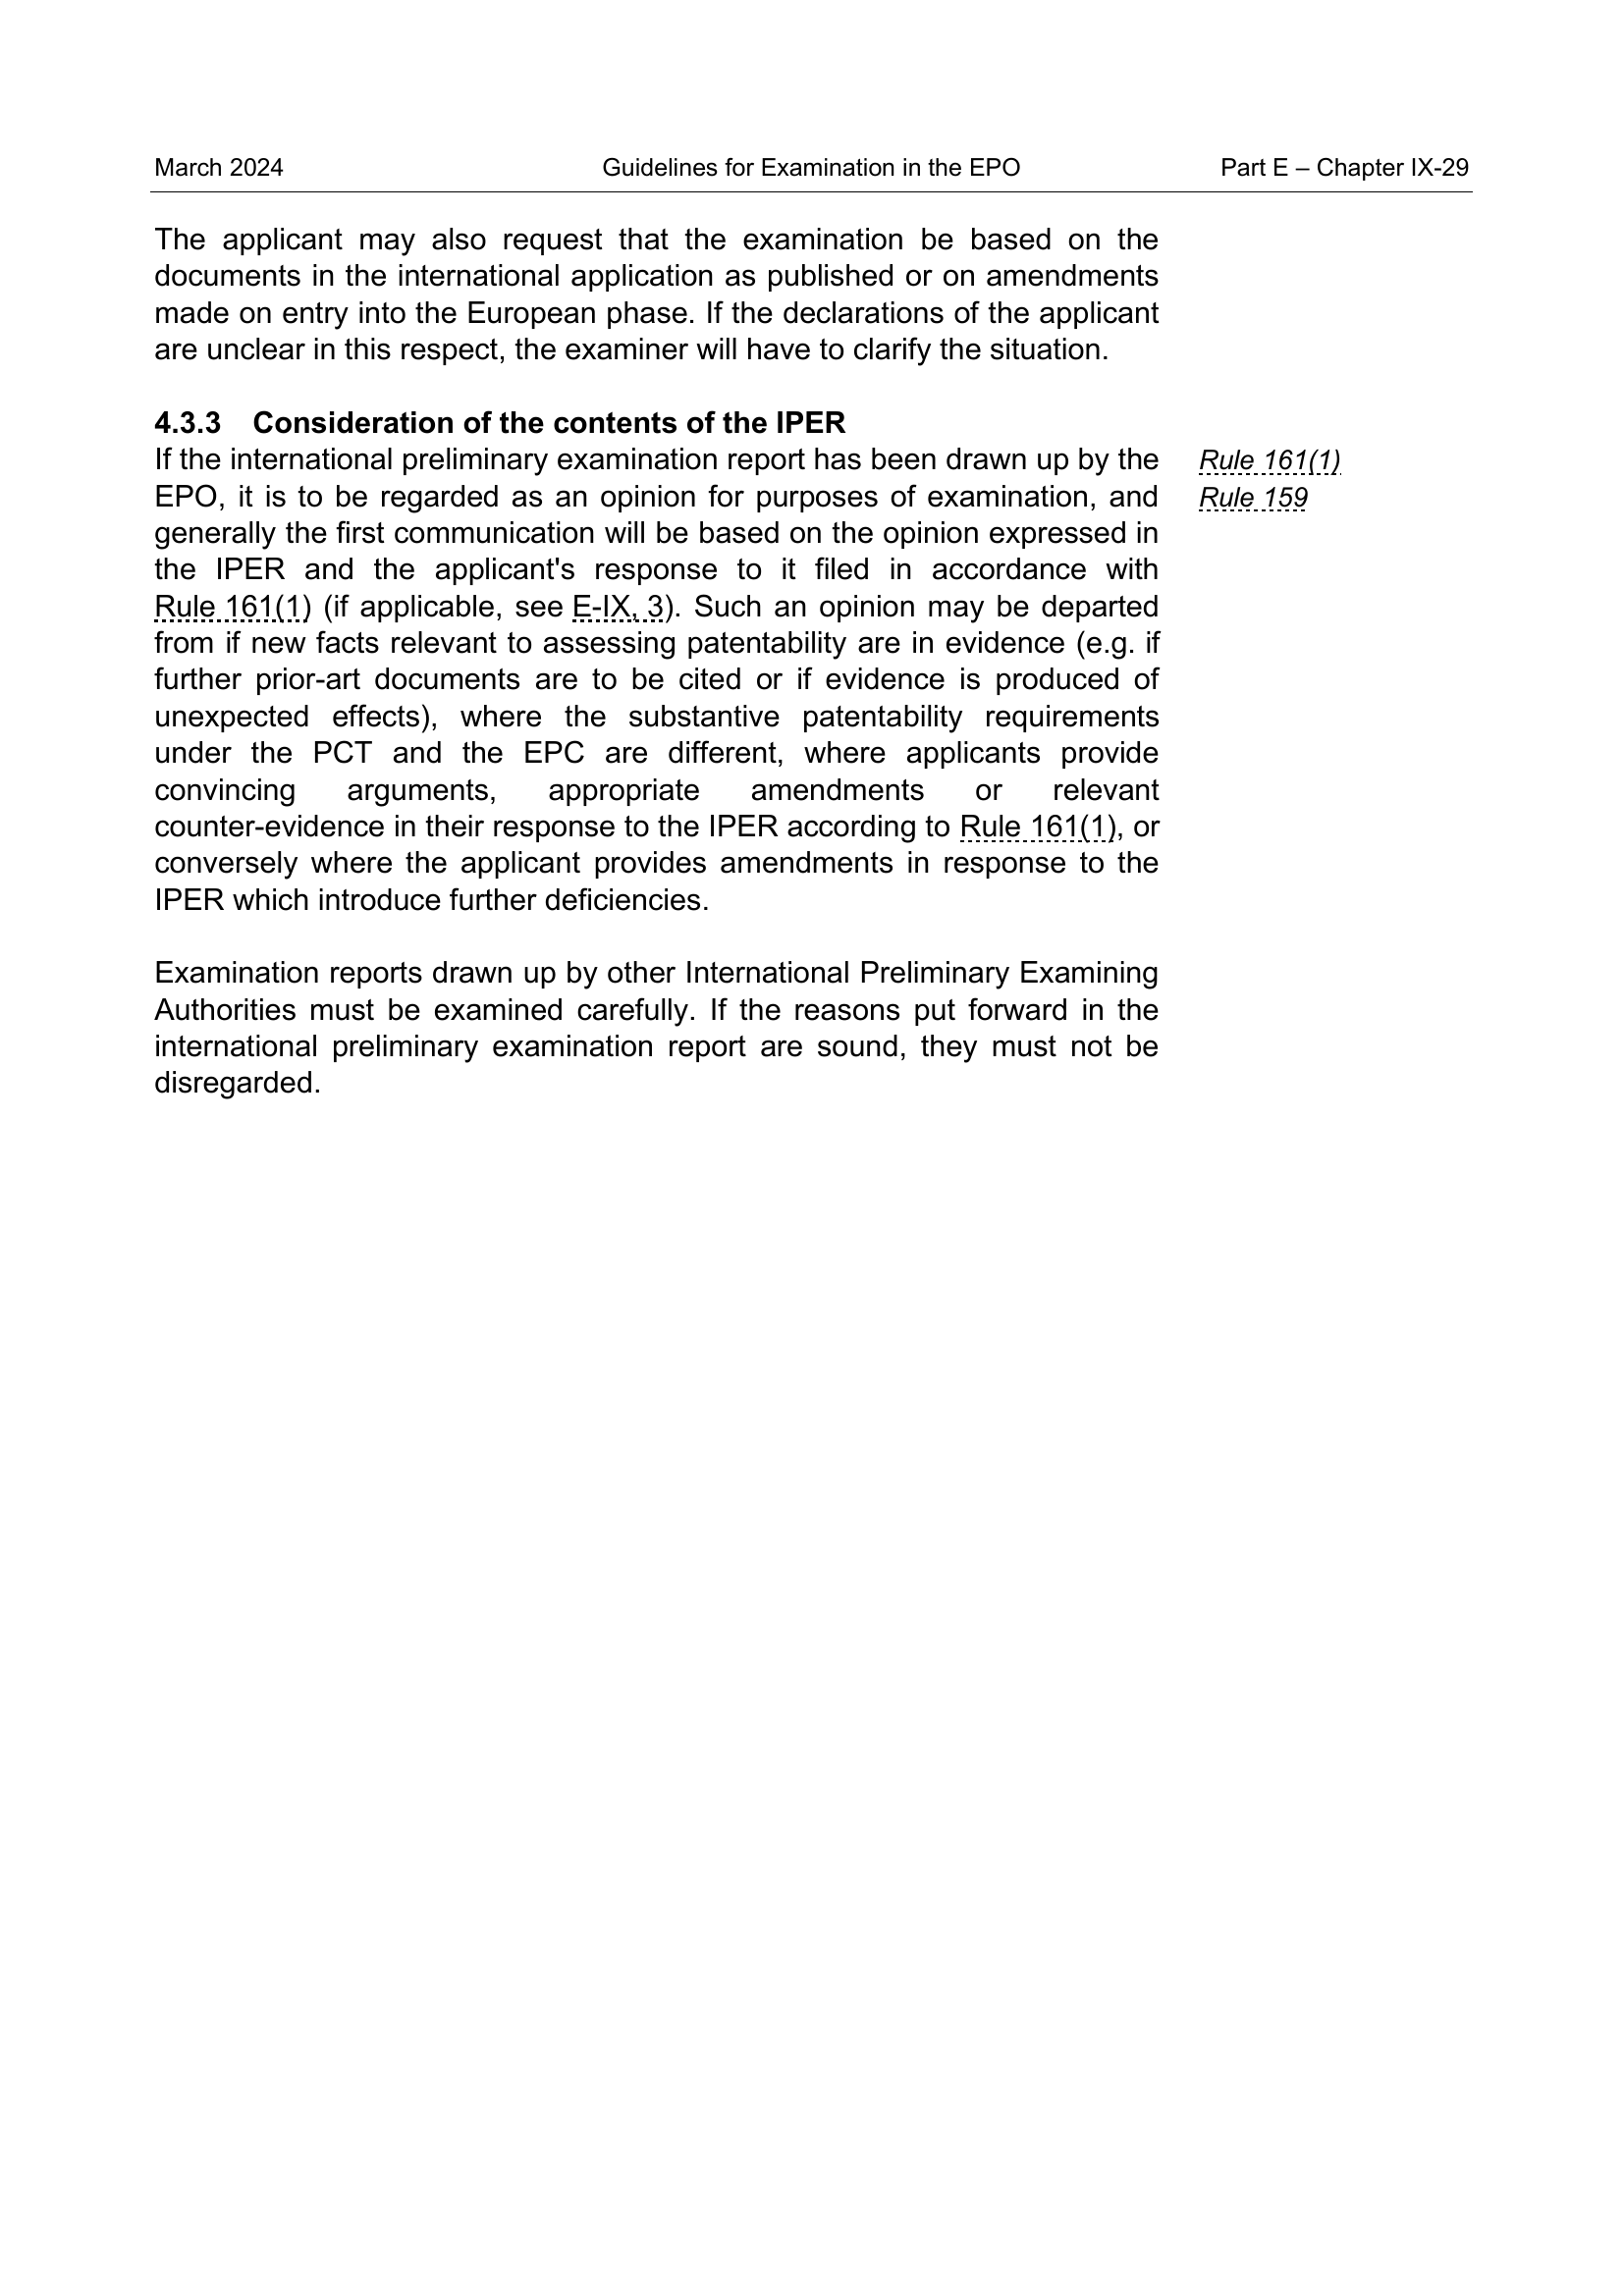 March 2024 Guidelines for Examination in the EPO Part E – Chapter IX-29
The applicant may also request that the examination be based on the
documents in the international application as published or on amendments
made on entry into the European phase. If the declarations of the applicant
are unclear in this respect, the examiner will have to clarify the situation.
4.3.3 Consideration of the contents of the IPER
If the international preliminary examination report has been drawn up by the
EPO, it is to be regarded as an opinion for purposes of examination, and
generally the first communication will be based on the opinion expressed in
the IPER and the applicant's response to it filed in accordance with
Rule 161(1) (if applicable, see E-IX, 3). Such an opinion may be departed
from if new facts relevant to assessing patentability are in evidence (e.g. if
further prior-art documents are to be cited or if evidence is produced of
unexpected effects), where the substantive patentability requirements
under the PCT and the EPC are different, where applicants provide
convincing arguments, appropriate amendments or relevant
counter-evidence in their response to the IPER according to Rule 161(1), or
conversely where the applicant provides amendments in response to the
IPER which introduce further deficiencies.
Rule 161(1)
Rule 159
Examination reports drawn up by other International Preliminary Examining
Authorities must be examined carefully. If the reasons put forward in the
international preliminary examination report are sound, they must not be
disregarded.